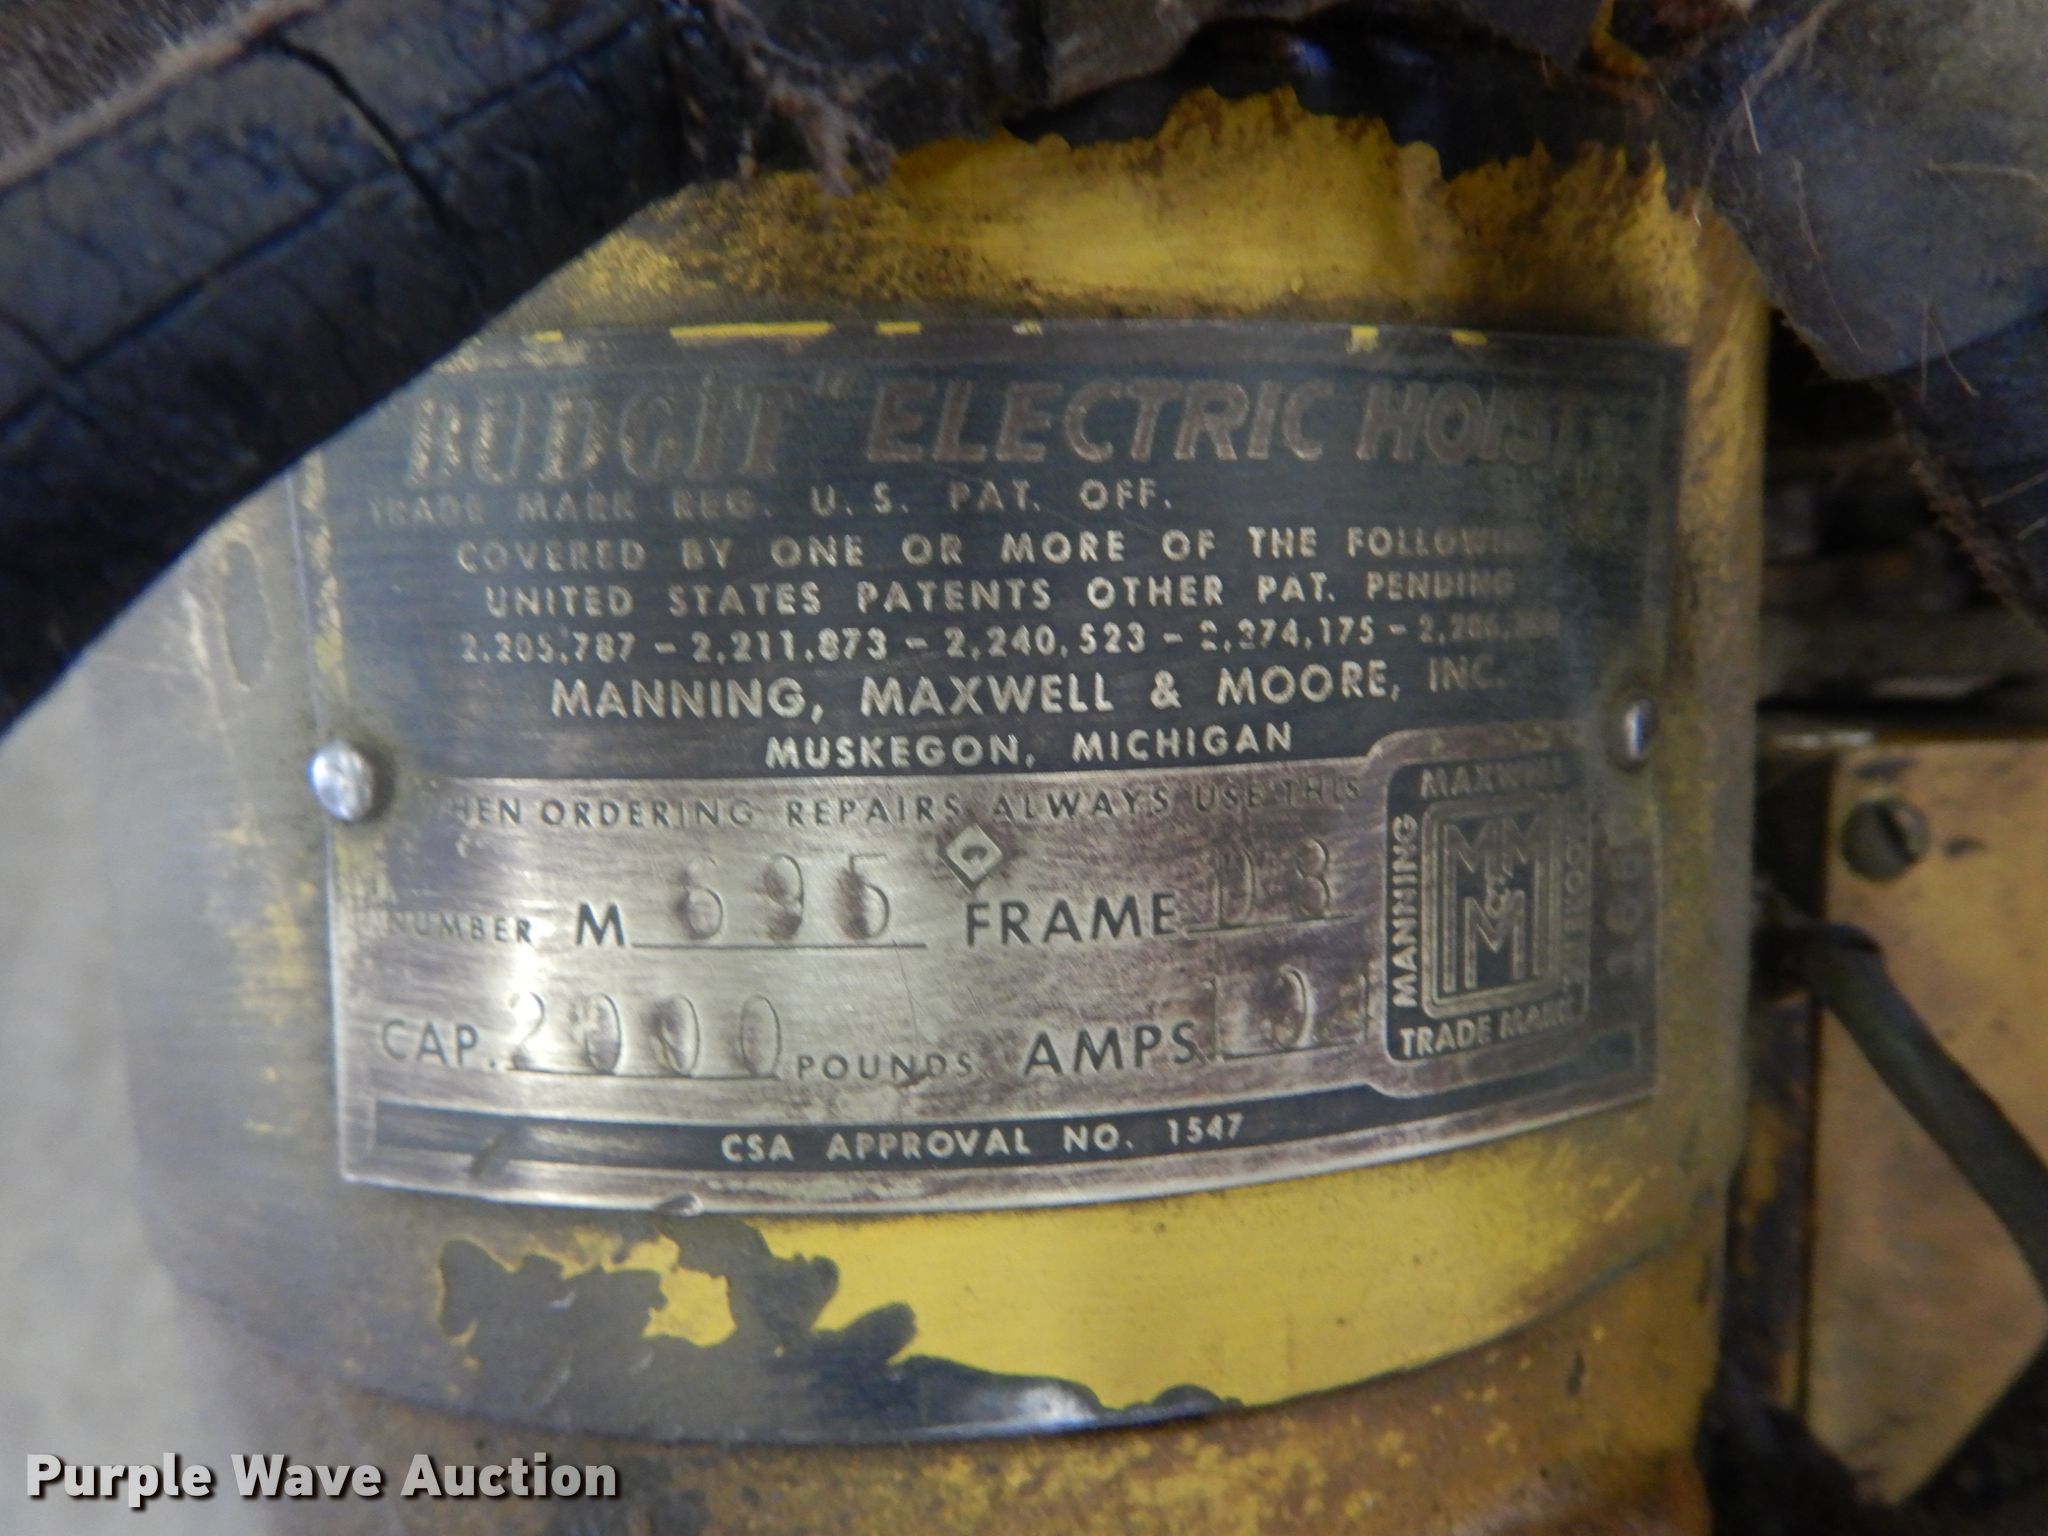 "BUDGIT" ELECTRIC HOIST
TRADE MARK REG. U.S. PAT. OFF.
COVERED BY ONE OR MORE OF THE FOLLOWING
UNITED STATES PATENTS OTHER PAT. PENDING
2,205,787 - 2,211,873 - 2,240,523 - 2,274,175 -
MANNING, MAXWELL & MOORE, INC.
MUSKEGON, MICHIGAN
WHEN ORDERING REPAIRS ALWAYS USE THIS
NUMBER M 695 Q FRAME D3
CAP. 2000 POUNDS AMPS
MANNING
MAXWELL
MOORE
MM&M
TRADE MARK
CSA APPROVAL NO. 1547
Purple Wave Auction